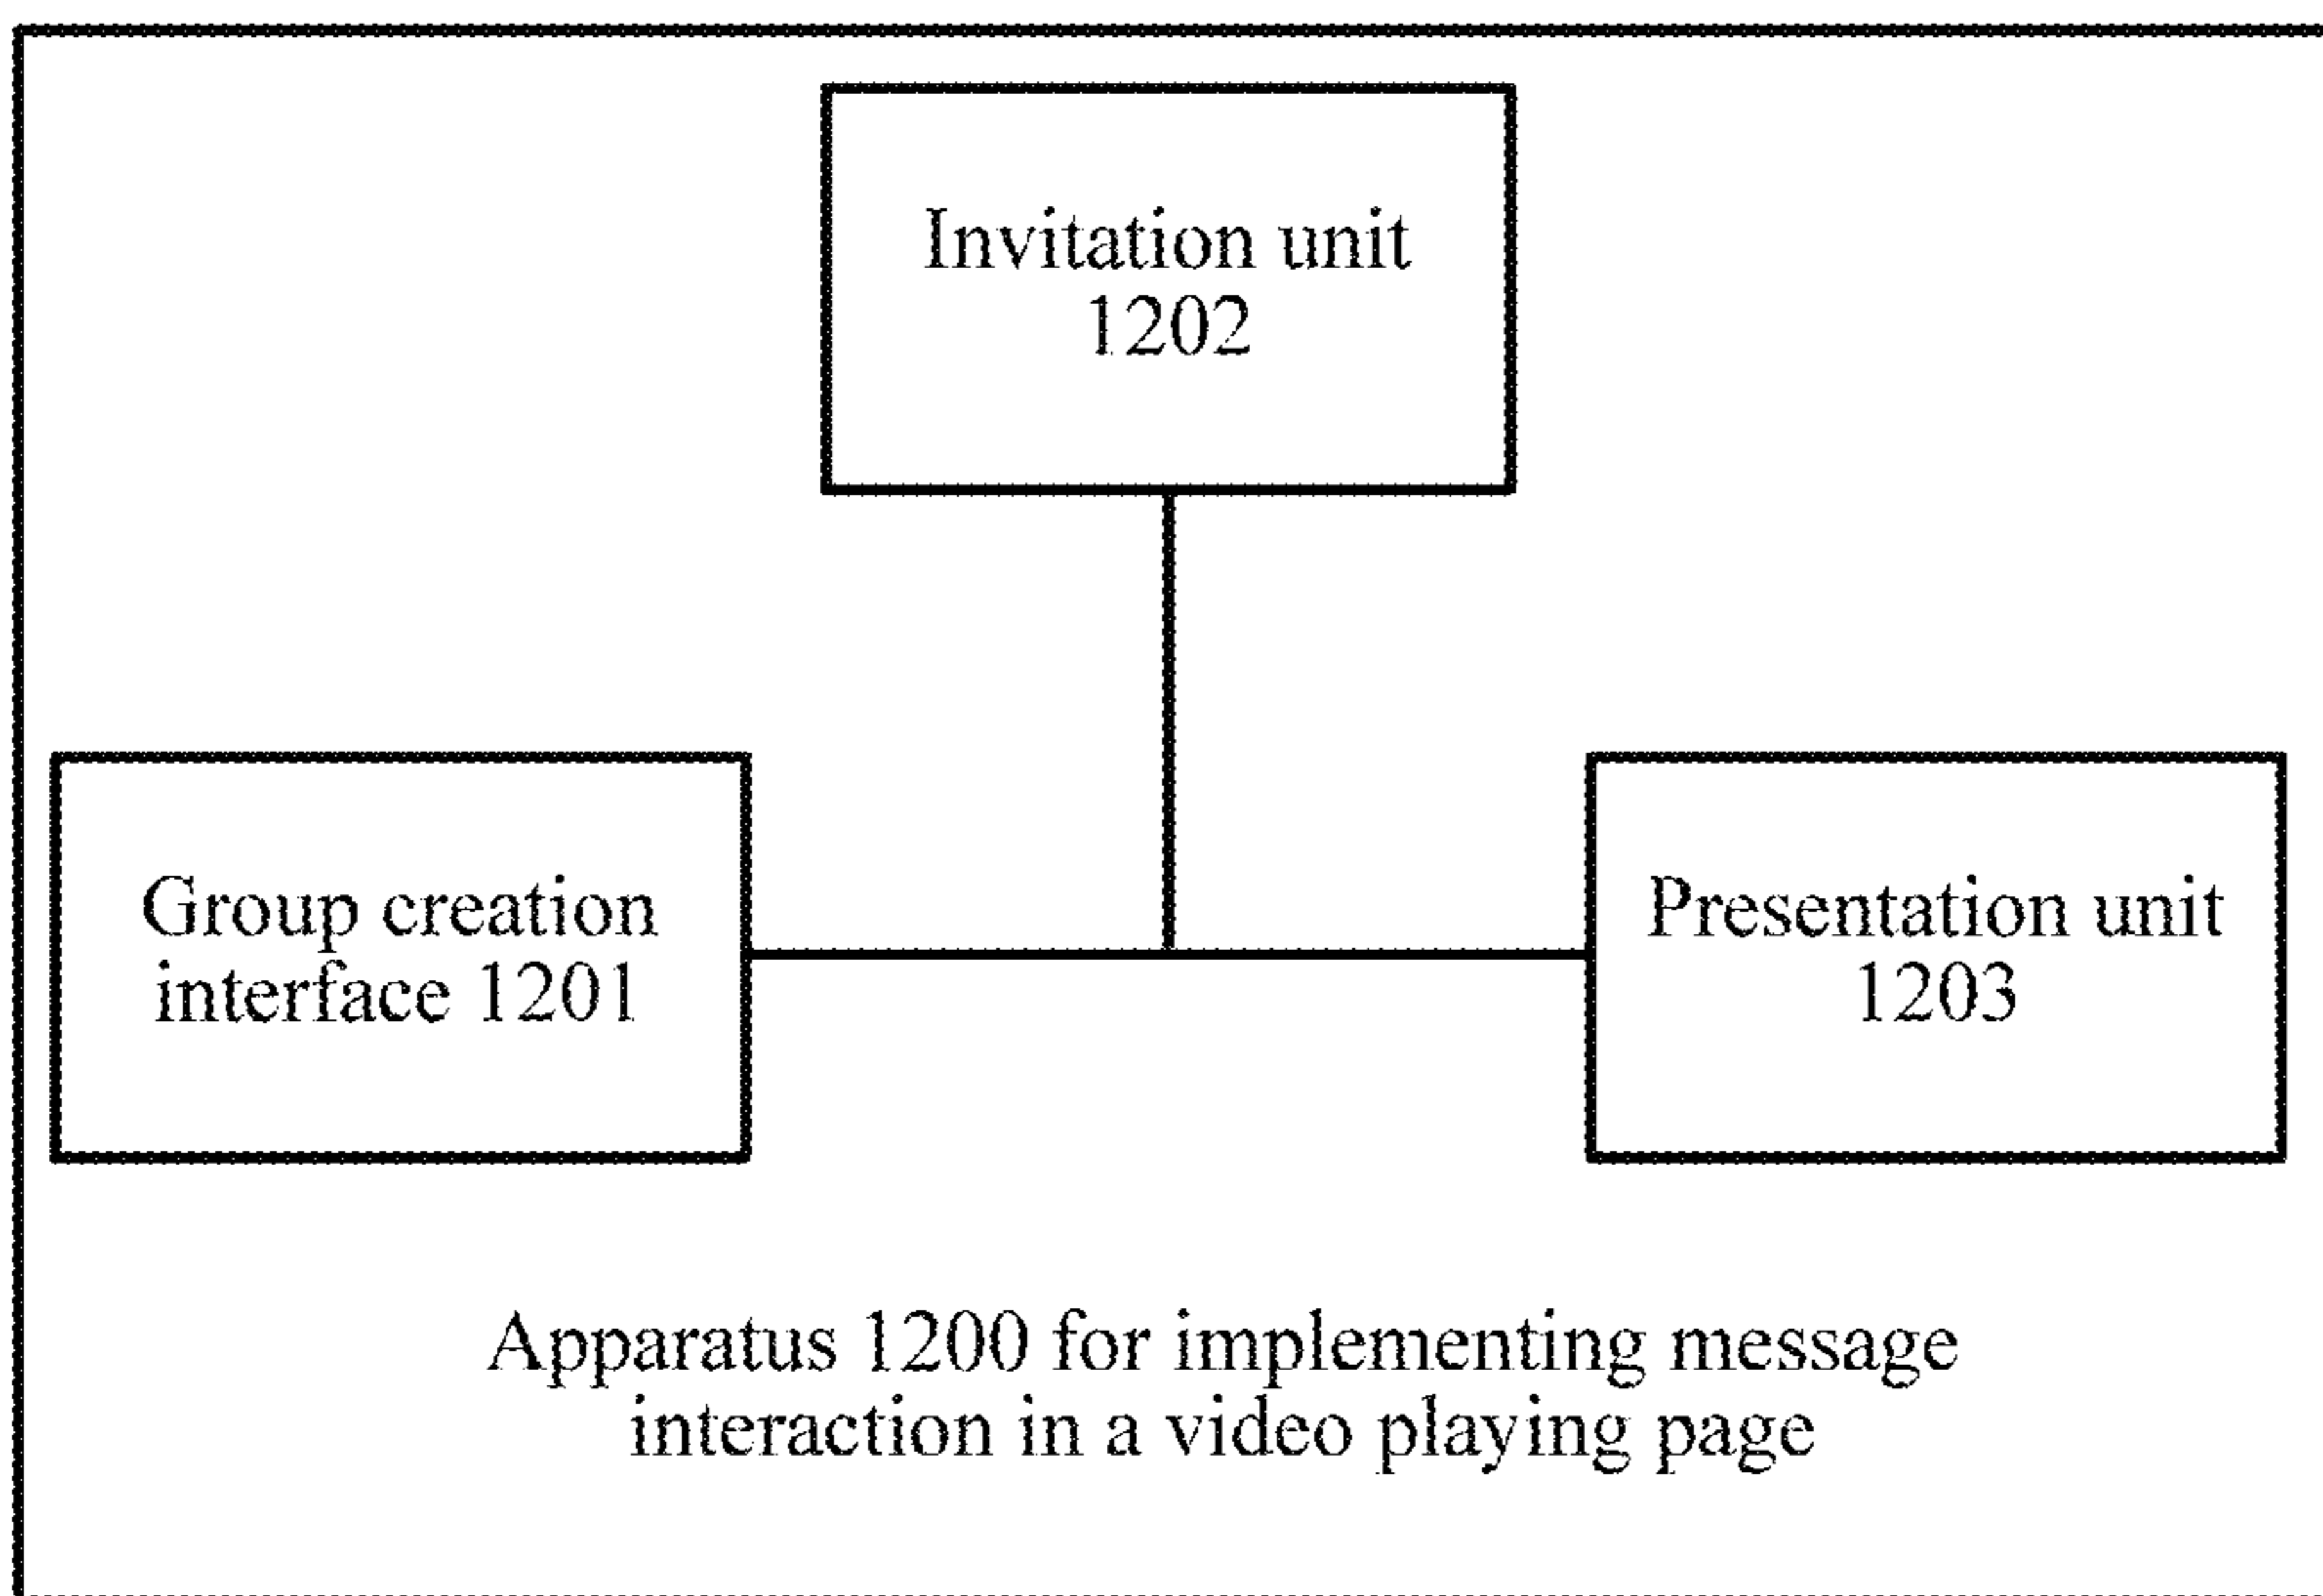 Invitation unit
1202
Group creation
interface 1201
Presentation unit
1203
Apparatus 1200 for implementing message
interaction in a video playing page